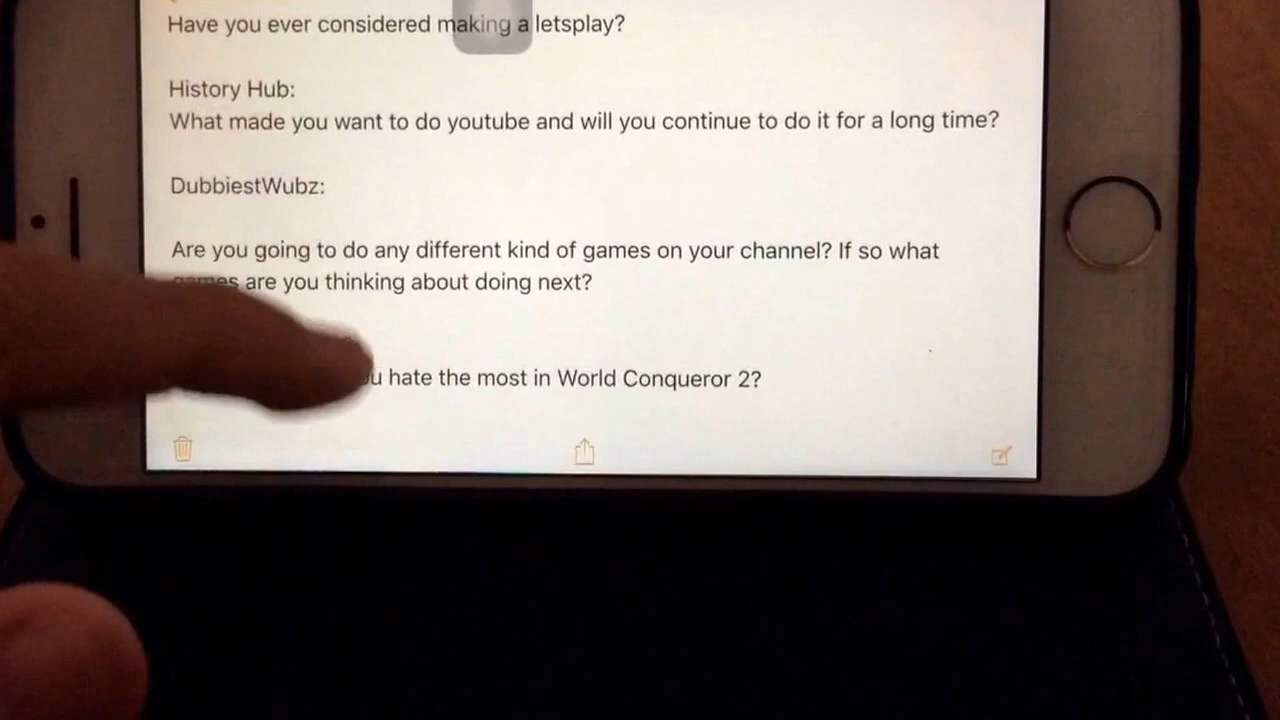 Have you ever considered making a letsplay?
History Hub:
What made you want to do youtube and will you continue to do it for a long time?
DubbiestWubz:
Are you going to do any different kind of games on your channel? If so what
games are you thinking about doing next?
hate the most in World Conqueror 2?